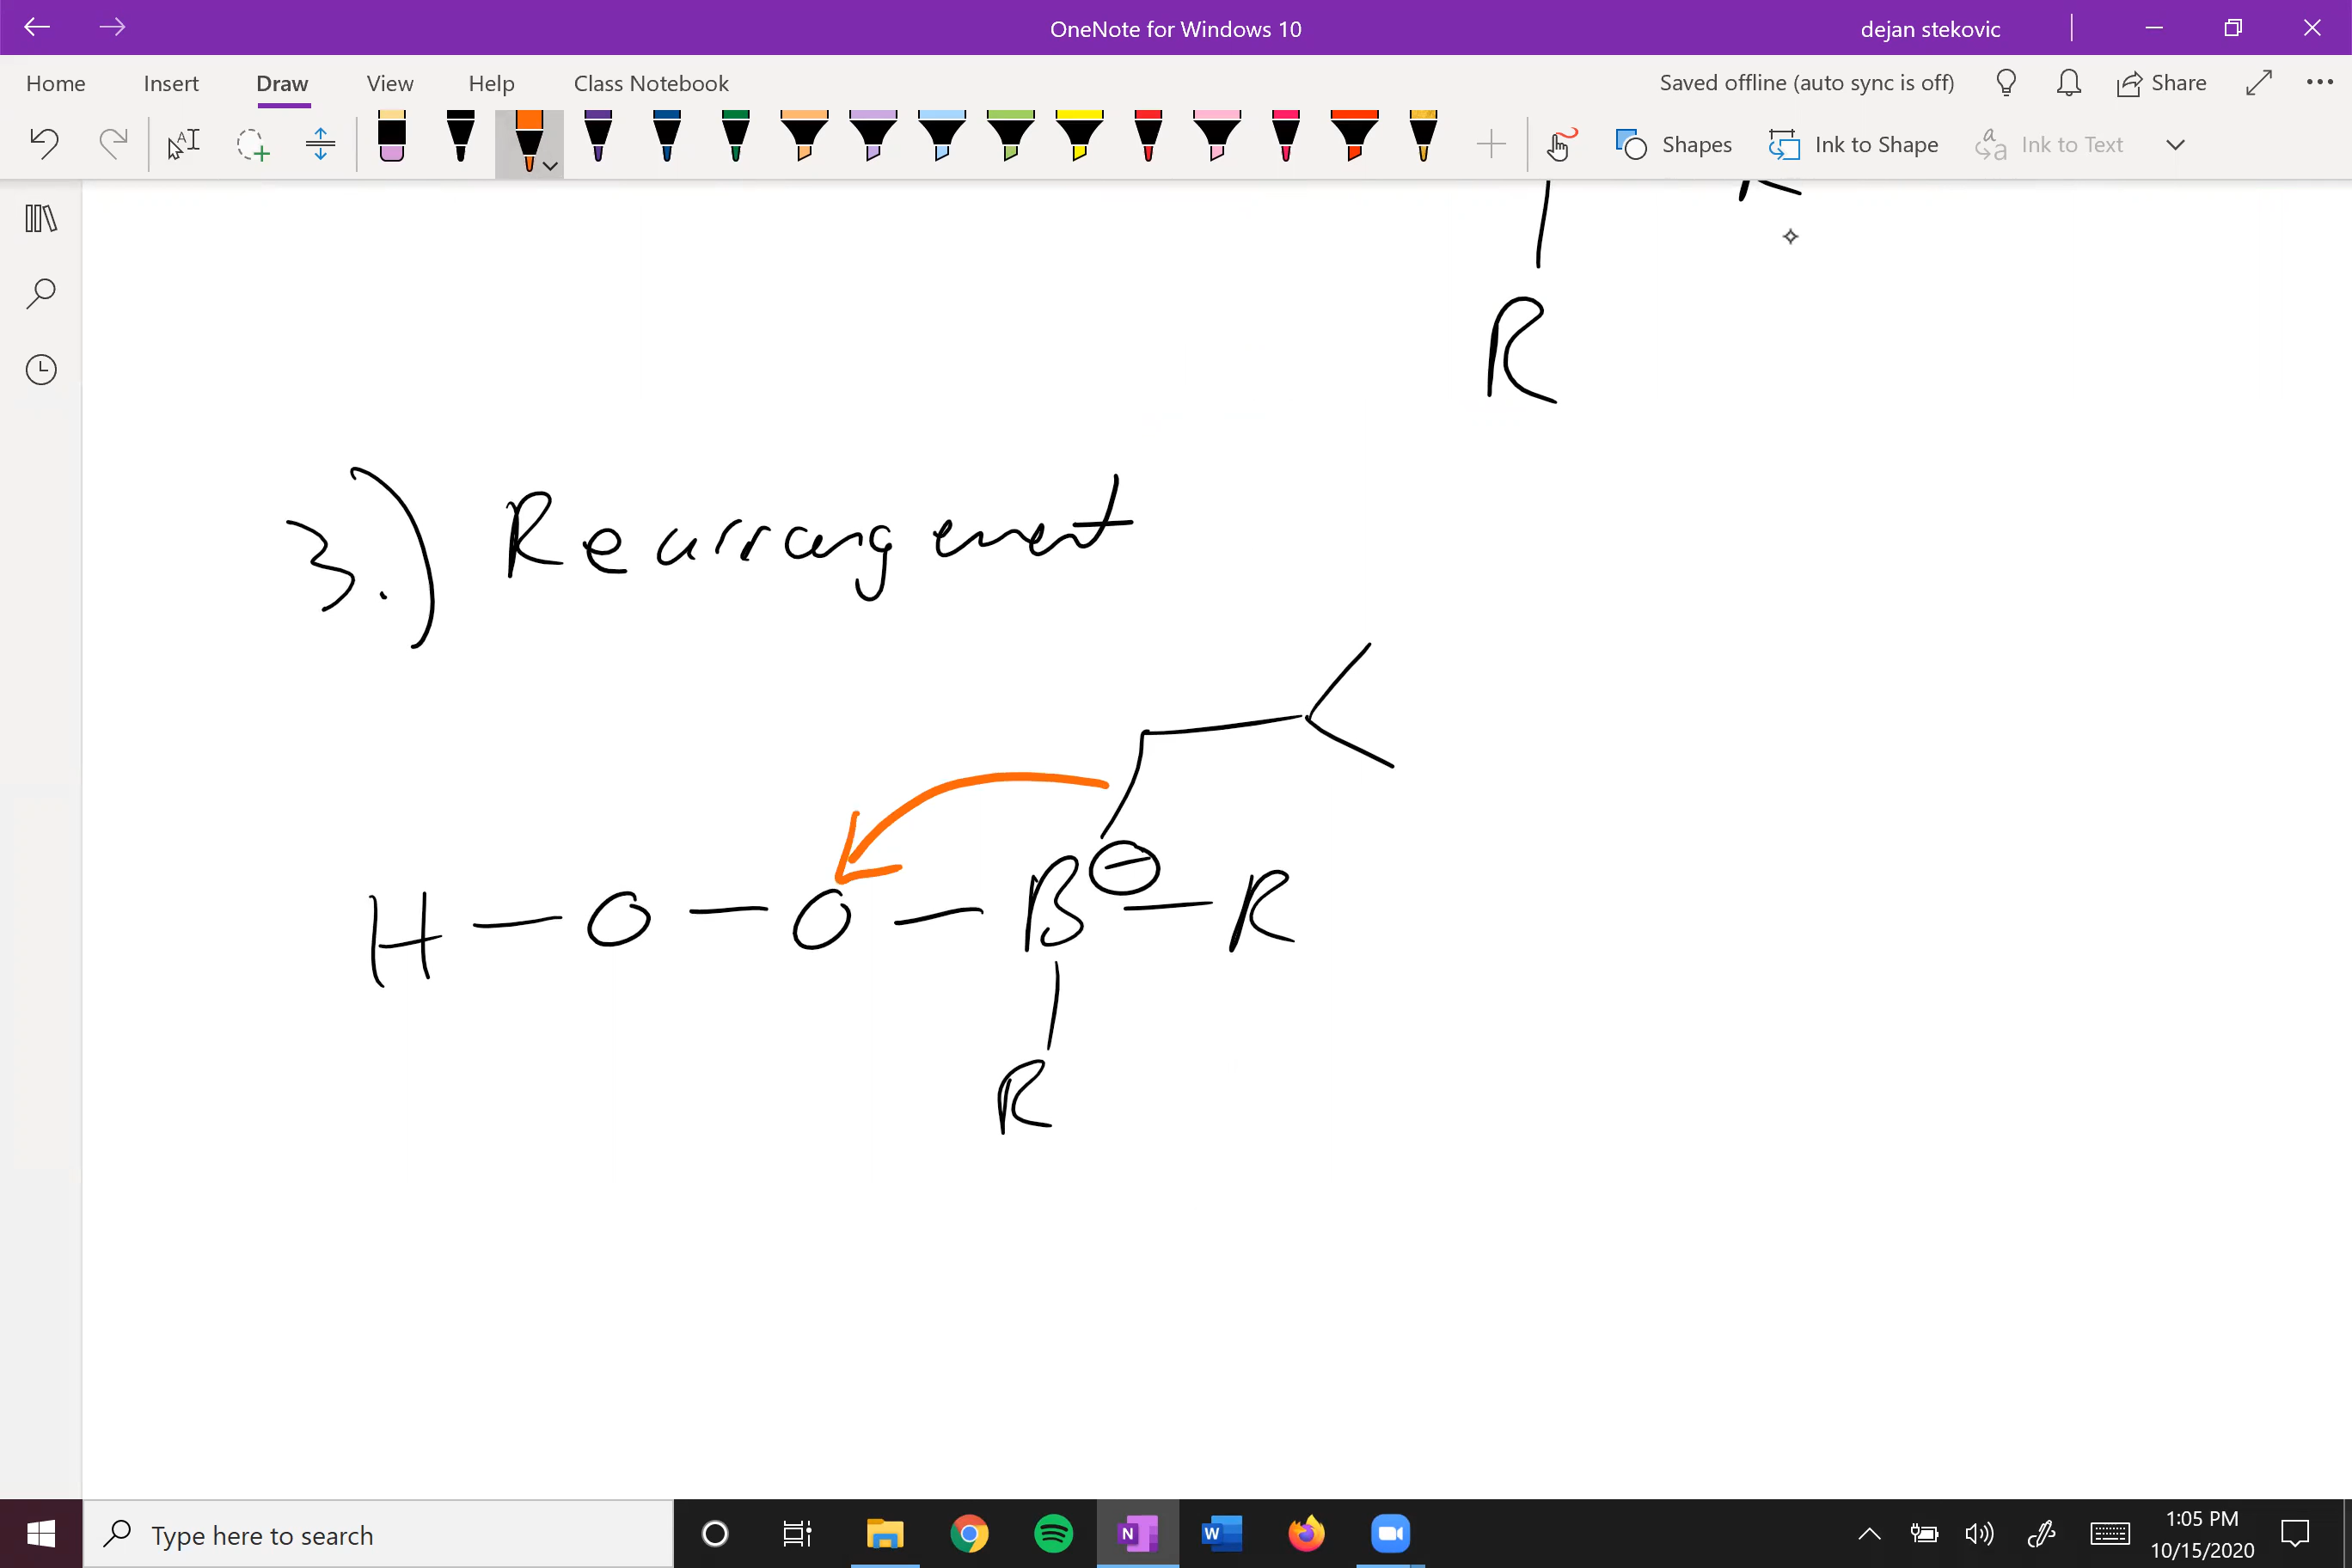 OneNote for Windows 10
dejan stekovic
Home Insert Draw View Help Class Notebook
Saved offline (auto sync is off) Share
Shapes Ink to Shape Ink to Text
R
3.) Rearrangement
H — O — O — B ⊖ — R
R
Type here to search
1:05 PM
10/15/2020